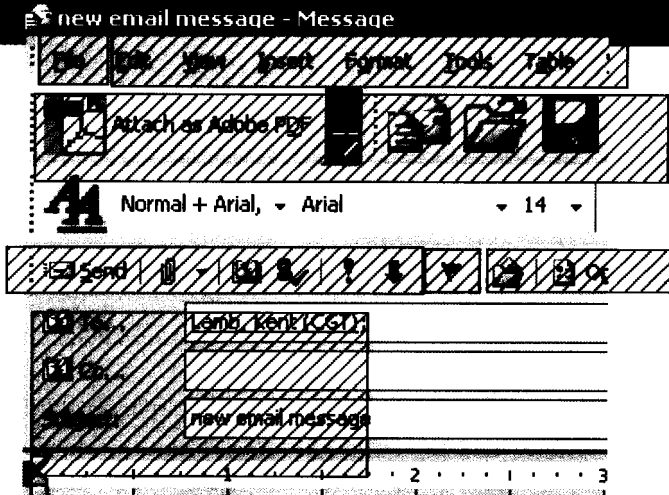 new email message - Message
File Edit View Insert Format Tools Table
Attach as Adobe PDF
Normal + Arial, Arial 14
Send
To...
Lamb, Kent (CGT);
Cc...
new email message
1 2 3